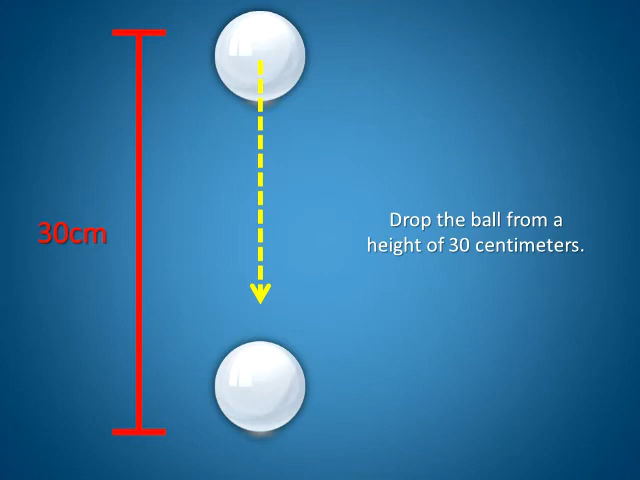 30cm
Drop the ball from a
height of 30 centimeters.